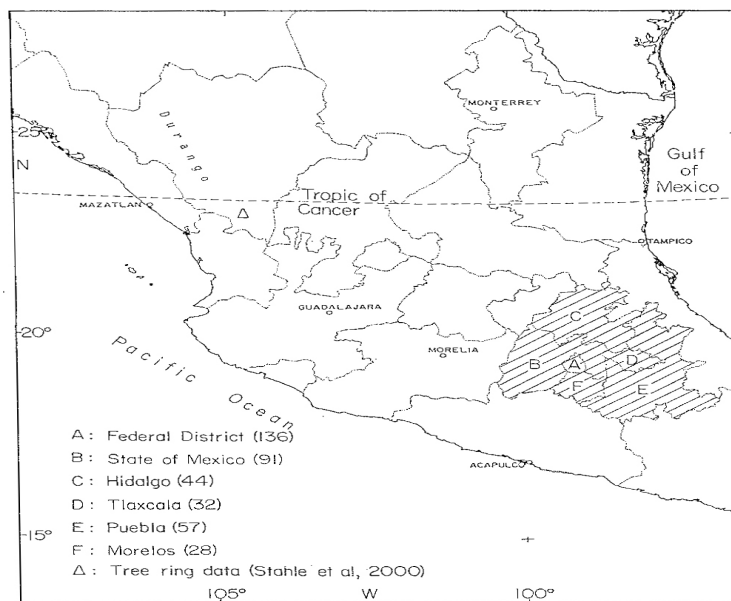 MONTERREY
25°
Durango
N
Gulf
of
Mexico
Tropic of
Cancer
MAZATLAN
Δ
TAMPICO
C
GUADALAJARA
20°
MORELIA
B
A
D
F
E
Pacific Ocean
A: Federal District (136)
B: State of Mexico (91)
C: Hidalgo (44)
D: Tlaxcala (32)
E: Puebla (57)
F: Morelos (28)
Δ: Tree ring data (Stahle et al, 2000)
ACAPULCO
15°
105°
W
100°